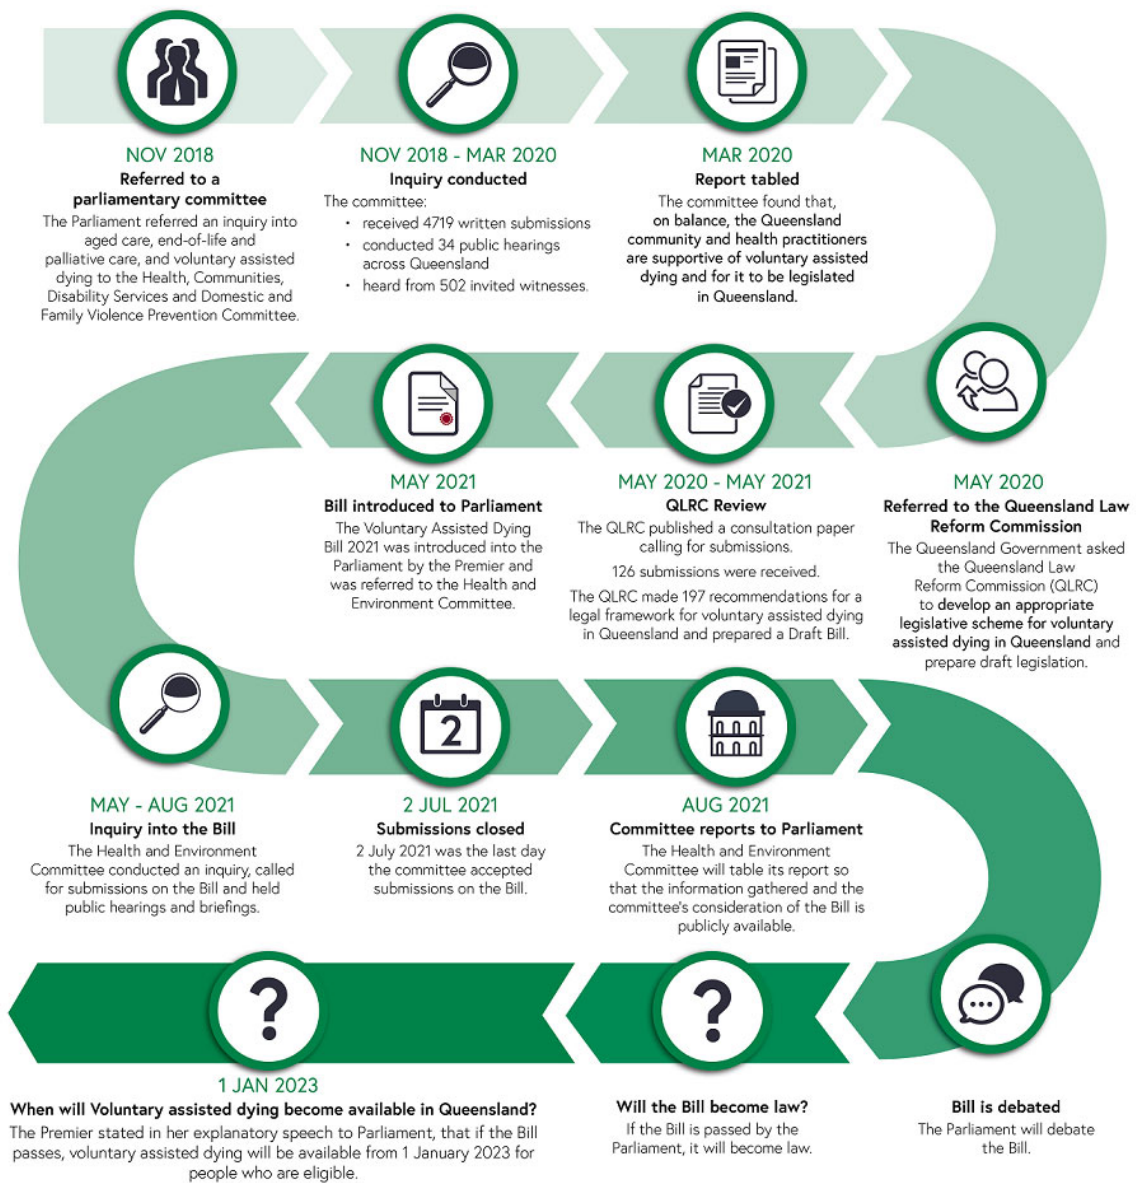 NOV 2018
Referred to a
parliamentary committee
The Parliament referred an inquiry into
aged care, end-of-life and
palliative care, and voluntary assisted
dying to the Health, Communities,
Disability Services and Domestic and
Family Violence Prevention Committee.
NOV 2018 - MAR 2020
Inquiry conducted
The committee:
• received 4719 written submissions
• conducted 34 public hearings
across Queensland
• heard from 502 invited witnesses.
MAR 2020
Report tabled
The committee found that,
on balance, the Queensland
community and health practitioners
are supportive of voluntary assisted
dying and for it to be legislated
in Queensland.
MAY 2020
Referred to the Queensland Law
Reform Commission
The Queensland Government asked
the Queensland Law
Reform Commission (QLRC)
to develop an appropriate
legislative scheme for voluntary
assisted dying in Queensland and
prepare draft legislation.
MAY 2020 - MAY 2021
QLRC Review
The QLRC published a consultation paper
calling for submissions.
126 submissions were received.
The QLRC made 197 recommendations for a
legal framework for voluntary assisted dying
in Queensland and prepared a Draft Bill.
MAY 2021
Bill introduced to Parliament
The Voluntary Assisted Dying
Bill 2021 was introduced into the
Parliament by the Premier and
was referred to the Health and
Environment Committee.
MAY - AUG 2021
Inquiry into the Bill
The Health and Environment
Committee conducted an inquiry, called
for submissions on the Bill and held
public hearings and briefings.
2
2 JUL 2021
Submissions closed
2 July 2021 was the last day
the committee accepted
submissions on the Bill.
AUG 2021
Committee reports to Parliament
The Health and Environment
Committee will table its report so
that the information gathered and the
committee's consideration of the Bill is
publicly available.
Bill is debated
The Parliament will debate
the Bill.
?
Will the Bill become law?
If the Bill is passed by the
Parliament, it will become law.
?
1 JAN 2023
When will Voluntary assisted dying become available in Queensland?
The Premier stated in her explanatory speech to Parliament, that if the Bill
passes, voluntary assisted dying will be available from 1 January 2023 for
people who are eligible.